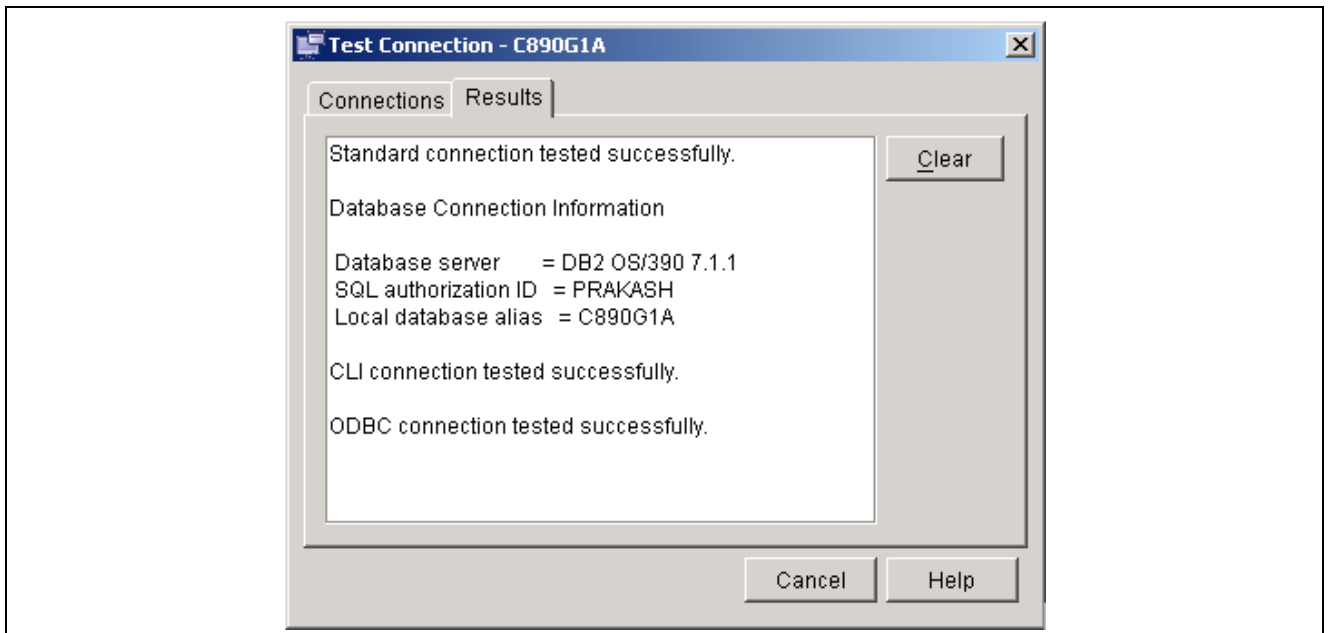 Test Connection - C890G1A
Connections Results
Standard connection tested successfully.
Clear
Database Connection Information
Database server = DB2 OS/390 7.1.1
SQL authorization ID = PRAKASH
Local database alias = C890G1A
CLI connection tested successfully.
ODBC connection tested successfully.
Cancel Help